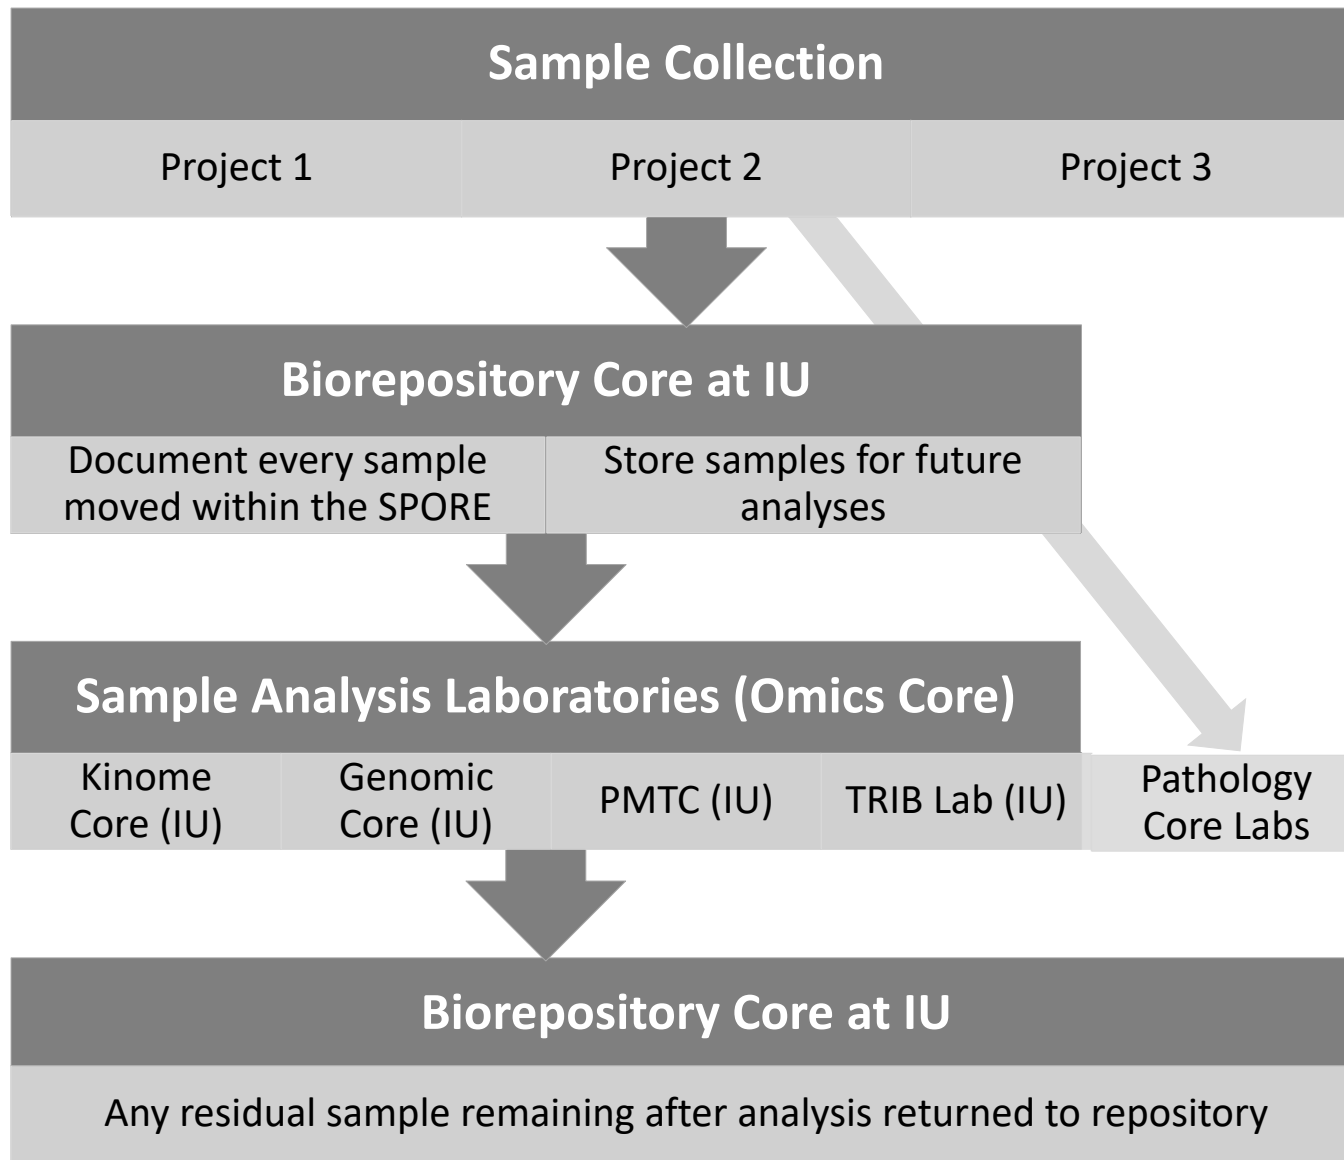 Sample Collection
Project 1
Project 2
Project 3
Biorepository Core at IU
Document every sample
moved within the SPORE
Store samples for future
analyses
Sample Analysis Laboratories (Omics Core)
Kinome
Core (IU)
Genomic
Core (IU)
PMTC (IU)
TRIB Lab (IU)
Pathology
Core Labs
Biorepository Core at IU
Any residual sample remaining after analysis returned to repository